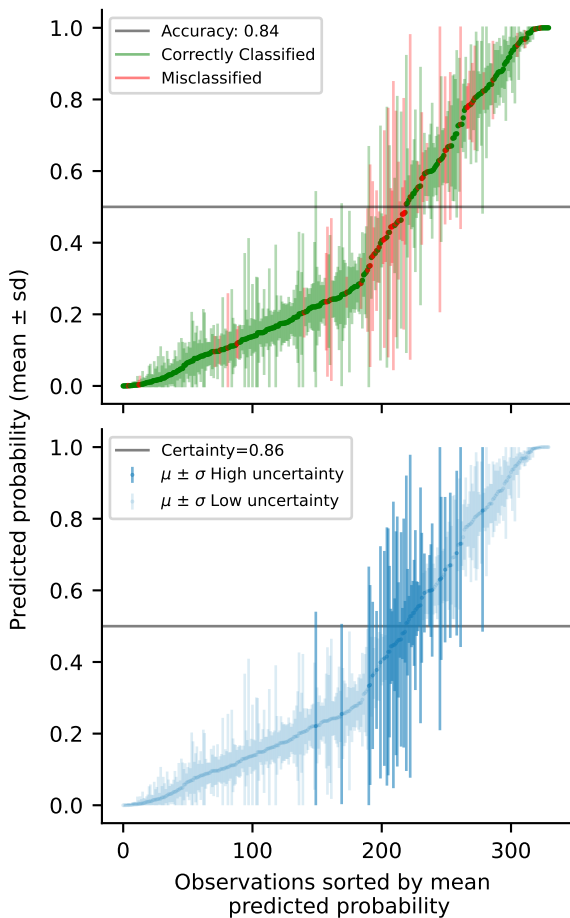 1.0
0.8
0.6
0.4
0.2
0.0
Accuracy: 0.84
Correctly Classified
Misclassified
Predicted probability (mean ± sd)
1.0
0.8
0.6
0.4
0.2
0.0
Certainty=0.86
μ ± σ High uncertainty
μ ± σ Low uncertainty
0 100 200 300
Observations sorted by mean
predicted probability